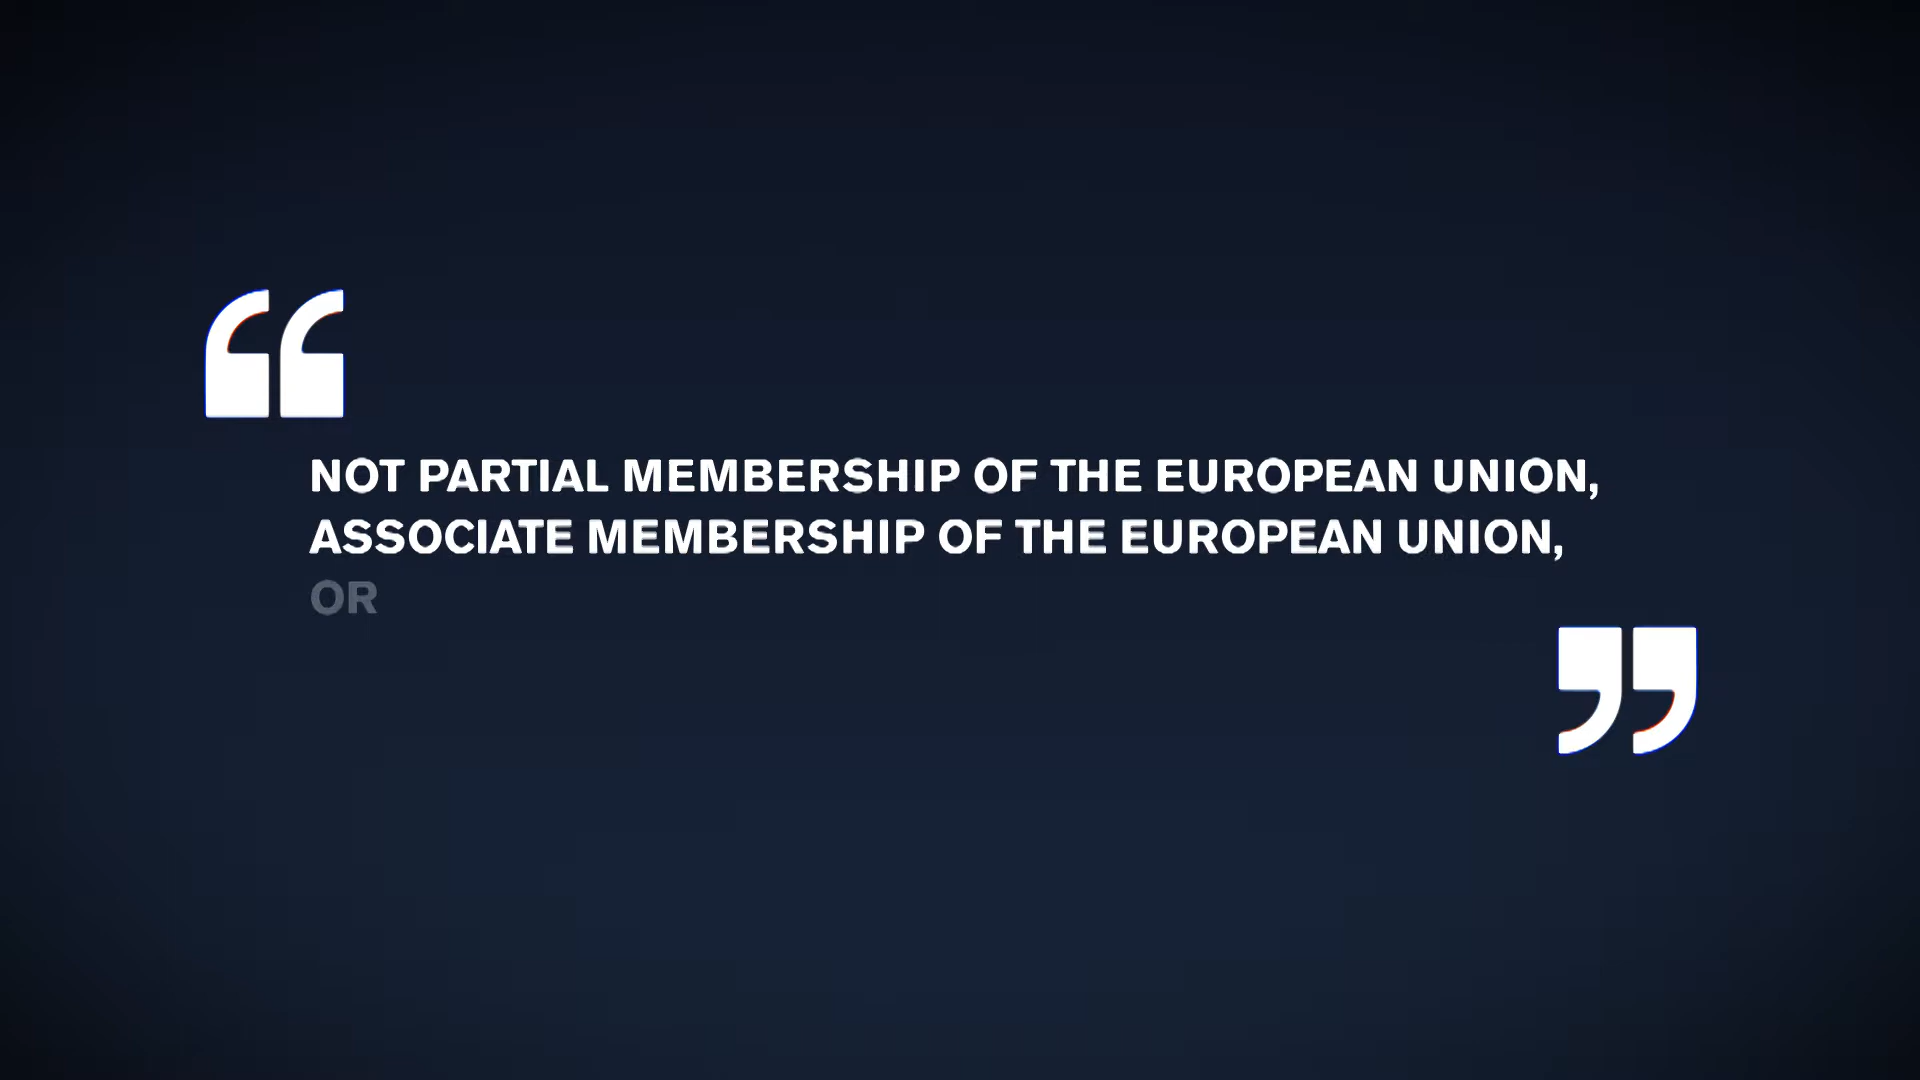 “
NOT PARTIAL MEMBERSHIP OF THE EUROPEAN UNION,
ASSOCIATE MEMBERSHIP OF THE EUROPEAN UNION,
OR
”